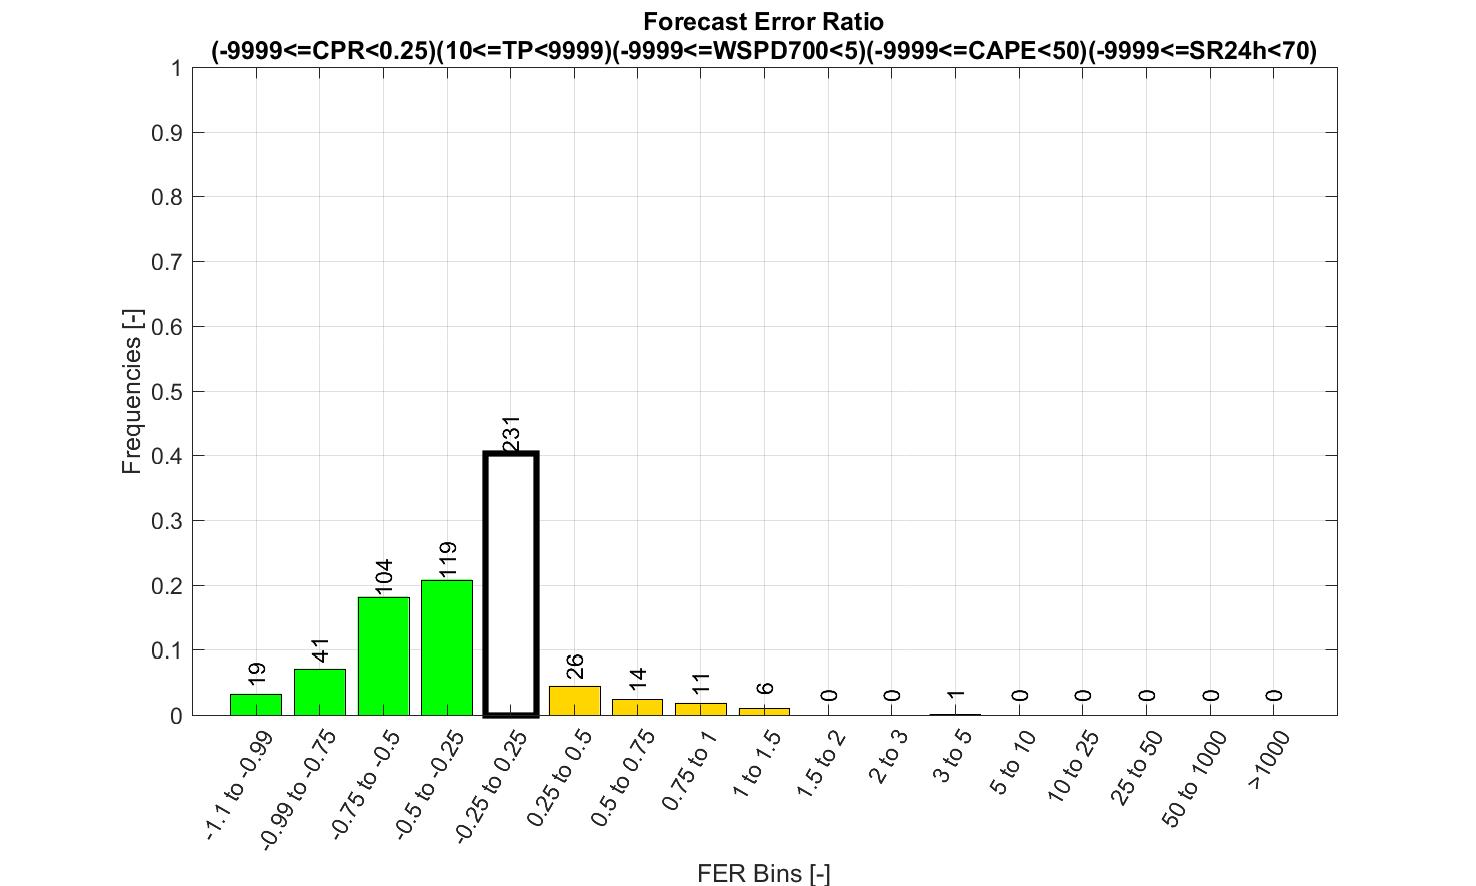 Forecast Error Ratio
(-9999<=CPR<0.25)(10<=TP<9999)(-9999<=WSPD700<5)(-9999<=CAPE<50)(-9999<=SR24h<70)
1
0.9
0.8
0.7
0.6
0.5
0.4
0.3
0.2
0.1
0
Frequencies [-]
19
41
104
119
231
26
14
11
6
0
0
1
0
0
0
0
0
-1.1 to -0.99
-0.99 to -0.75
-0.75 to -0.5
-0.5 to -0.25
-0.25 to 0.25
0.25 to 0.5
0.5 to 0.75
0.75 to 1
1 to 1.5
1.5 to 2
2 to 3
3 to 5
5 to 10
10 to 25
25 to 50
50 to 1000
>1000
FER Bins [-]